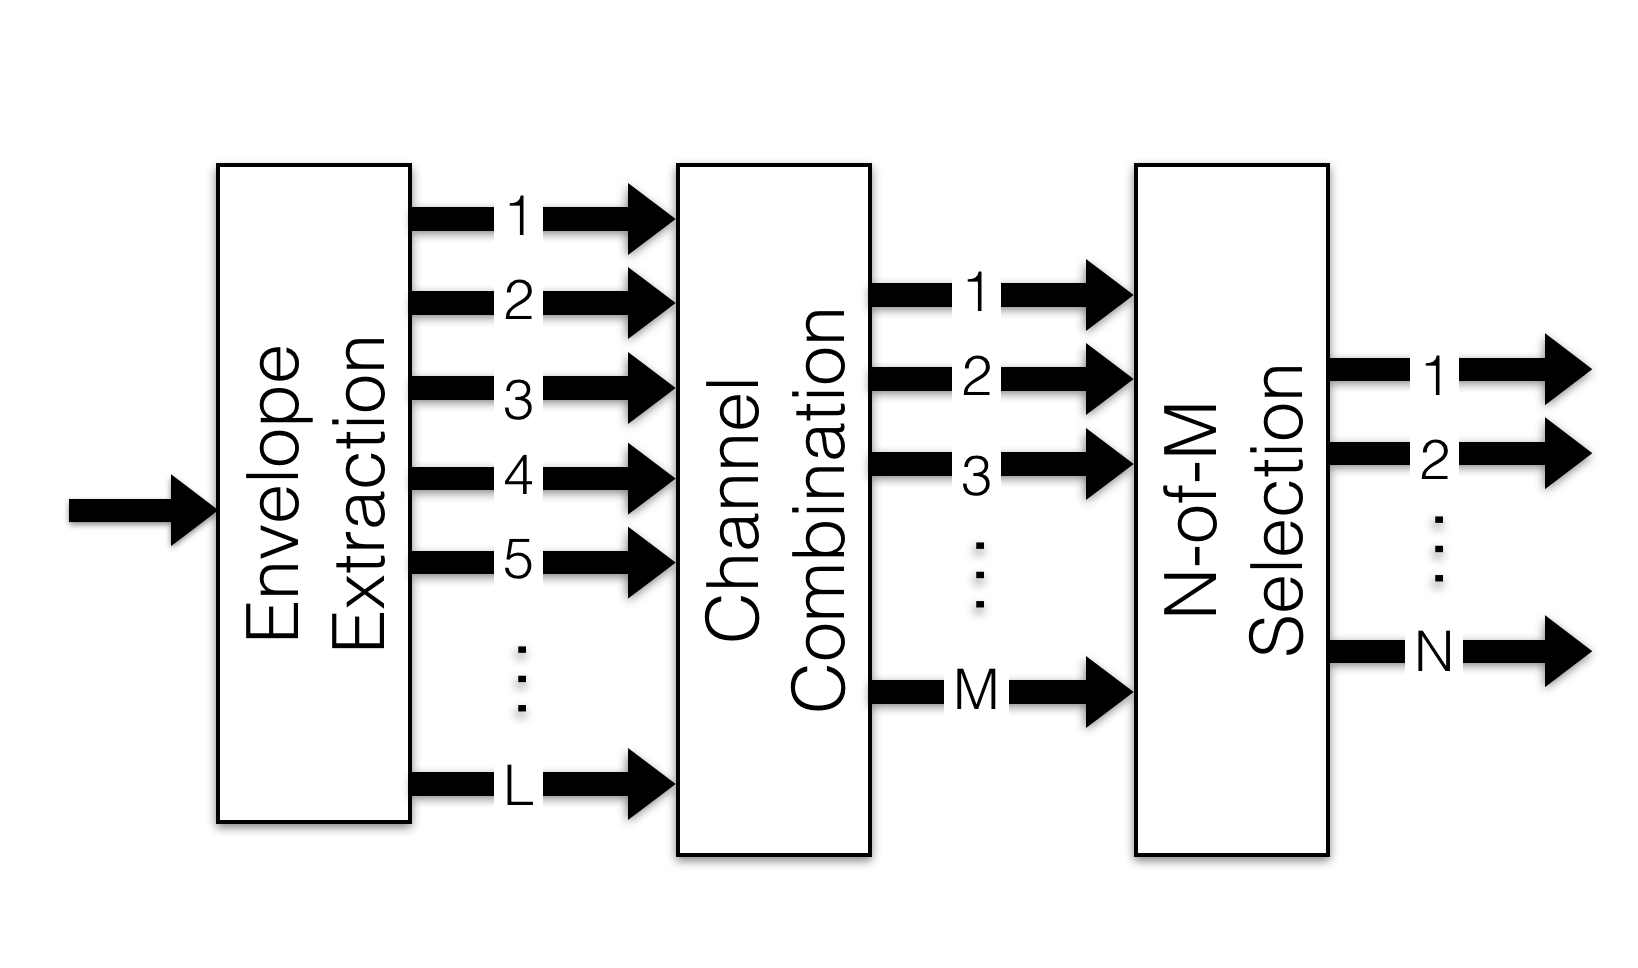 Envelope
Extraction
1
2
3
4
5
L
Channel
Combination
1
2
3
M
N-of-M
Selection
1
2
N